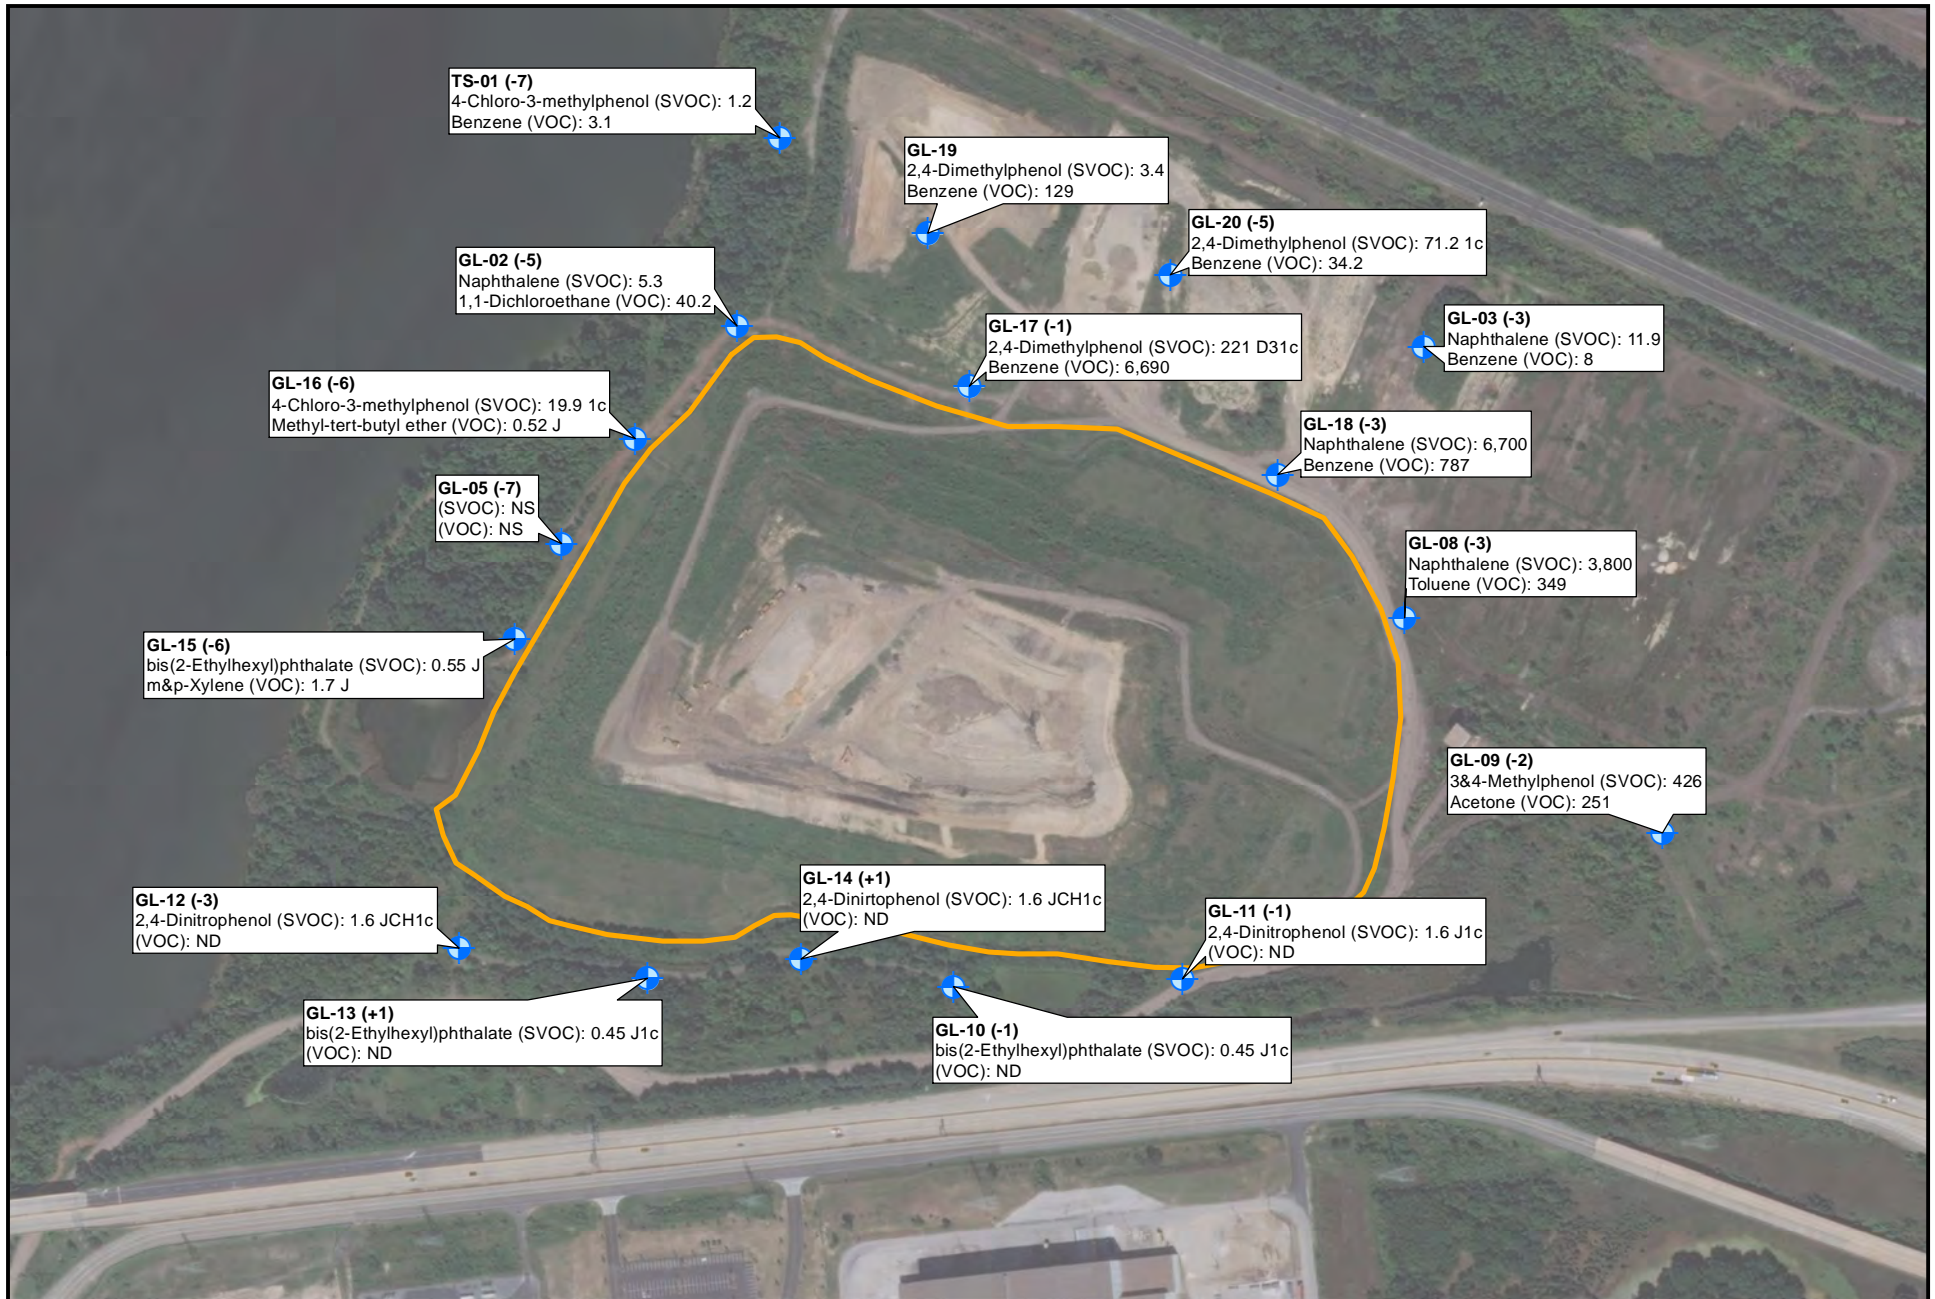 TS-01 (-7)
4-Chloro-3-methylphenol (SVOC): 1.2
Benzene (VOC): 3.1
GL-19
2,4-Dimethylphenol (SVOC): 3.4
Benzene (VOC): 129
GL-20 (-5)
2,4-Dimethylphenol (SVOC): 71.2 1c
Benzene (VOC): 34.2
GL-02 (-5)
Naphthalene (SVOC): 5.3
1,1-Dichloroethane (VOC): 40.2
GL-03 (-3)
Naphthalene (SVOC): 11.9
Benzene (VOC): 8
GL-17 (-1)
2,4-Dimethylphenol (SVOC): 221 D31c
Benzene (VOC): 6,690
GL-16 (-6)
4-Chloro-3-methylphenol (SVOC): 19.9 1c
Methyl-tert-butyl ether (VOC): 0.52 J
GL-18 (-3)
Naphthalene (SVOC): 6,700
Benzene (VOC): 787
GL-05 (-7)
(SVOC): NS
(VOC): NS
GL-08 (-3)
Naphthalene (SVOC): 3,800
Toluene (VOC): 349
GL-15 (-6)
bis(2-Ethylhexyl)phthalate (SVOC): 0.55 J
m&p-Xylene (VOC): 1.7 J
GL-09 (-2)
3&4-Methylphenol (SVOC): 426
Acetone (VOC): 251
GL-14 (+1)
2,4-Dinirtophenol (SVOC): 1.6 JCH1c
(VOC): ND
GL-12 (-3)
2,4-Dinitrophenol (SVOC): 1.6 JCH1c
(VOC): ND
GL-11 (-1)
2,4-Dinitrophenol (SVOC): 1.6 J1c
(VOC): ND
GL-13 (+1)
bis(2-Ethylhexyl)phthalate (SVOC): 0.45 J1c
(VOC): ND
GL-10 (-1)
bis(2-Ethylhexyl)phthalate (SVOC): 0.45 J1c
(VOC): ND